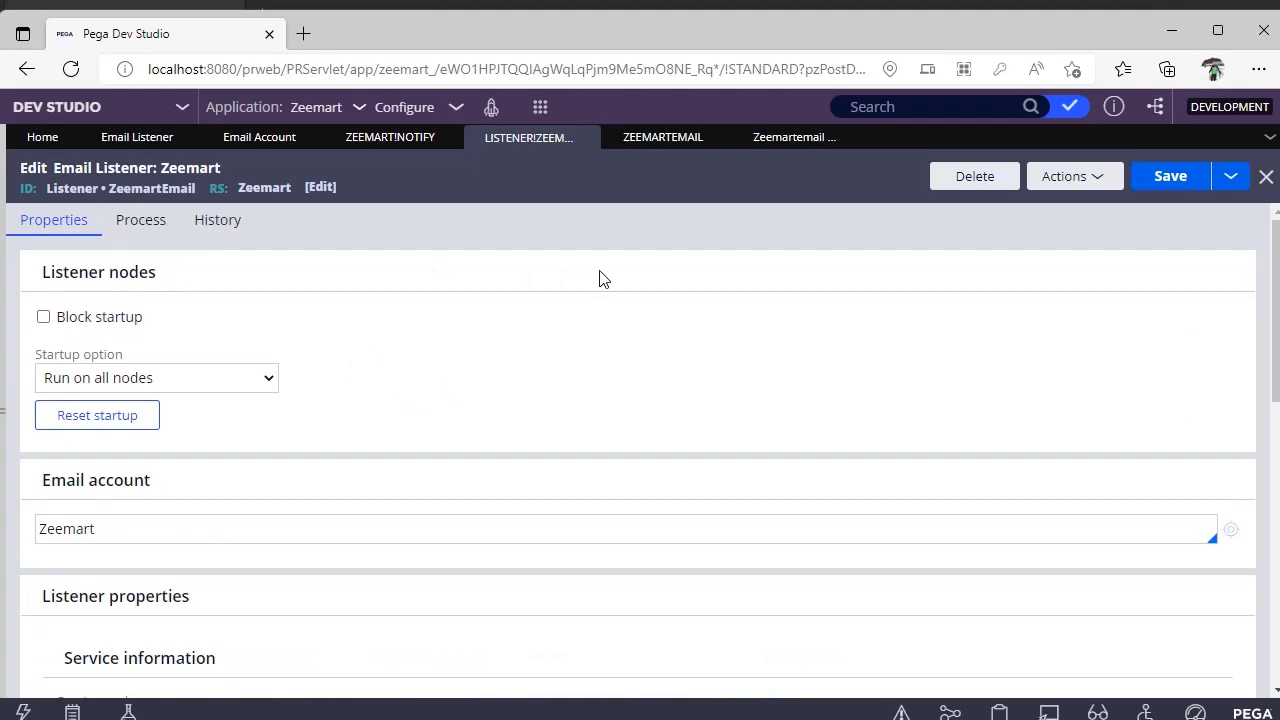 PEGA Pega Dev Studio
localhost:8080/prweb/PRServlet/app/zeemart_/eWO1HPJTOQIAgWqLqPjm9Me5mO8NE_Rq*/!STANDARD?pzPostD...
DEV STUDIO Application: Zeemart Configure Search DEVELOPMENT
Home Email Listener Email Account ZEEMART!NOTIFY LISTENER!ZEEM... ZEEMARTEMAIL Zeemartemail ...
Edit Email Listener: Zeemart
ID: Listener • ZeemartEmail RS: Zeemart [Edit]
Delete Actions Save
Properties Process History
Listener nodes
Block startup
Startup option
Run on all nodes
Reset startup
Email account
Zeemart
Listener properties
Service information
PEGA